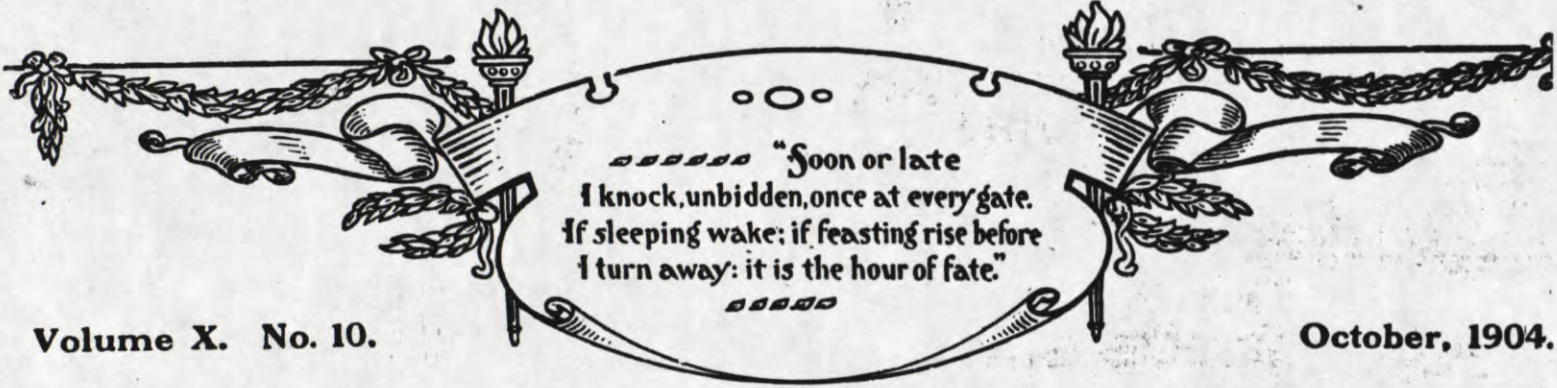 "Soon or late
I knock, unbidden, once at every gate.
If sleeping wake; if feasting rise before
I turn away: it is the hour of fate."
Volume X. No. 10.
October, 1904.